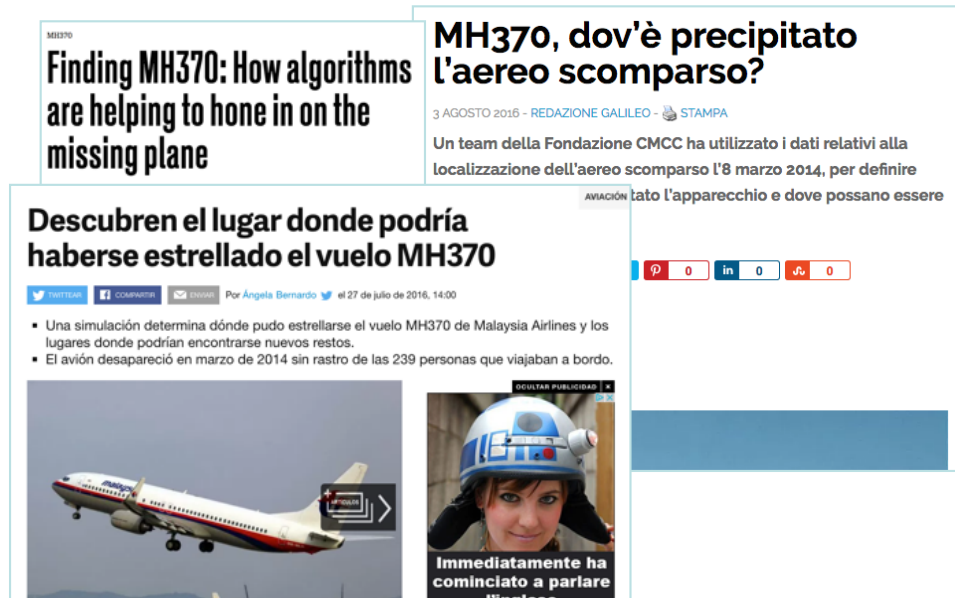 MH370
Finding MH370: How algorithms
are helping to hone in on the
missing plane
MH370, dov'è precipitato
l'aereo scomparso?
3 AGOSTO 2016 - REDAZIONE GALILEO - STAMPA
Un team della Fondazione CMCC ha utilizzato i dati relativi alla
localizzazione dell'aereo scomparso l'8 marzo 2014, per definire
tato l'apparecchio e dove possano essere
0
in 0
0
AVIACIÓN
Descubren el lugar donde podría
haberse estrellado el vuelo MH370
TWITTEAR COMPARTIR ENVIAR Por Ángela Bernardo el 27 de julio de 2016, 14:00
Una simulación determina dónde pudo estrellarse el vuelo MH370 de Malaysia Airlines y los
lugares donde podrían encontrarse nuevos restos.
El avión desapareció en marzo de 2014 sin rastro de las 239 personas que viajaban a bordo.
OCULTAR PUBLICIDAD X
malaysia
ARTICULOS
Immediatamente ha
cominciato a parlare